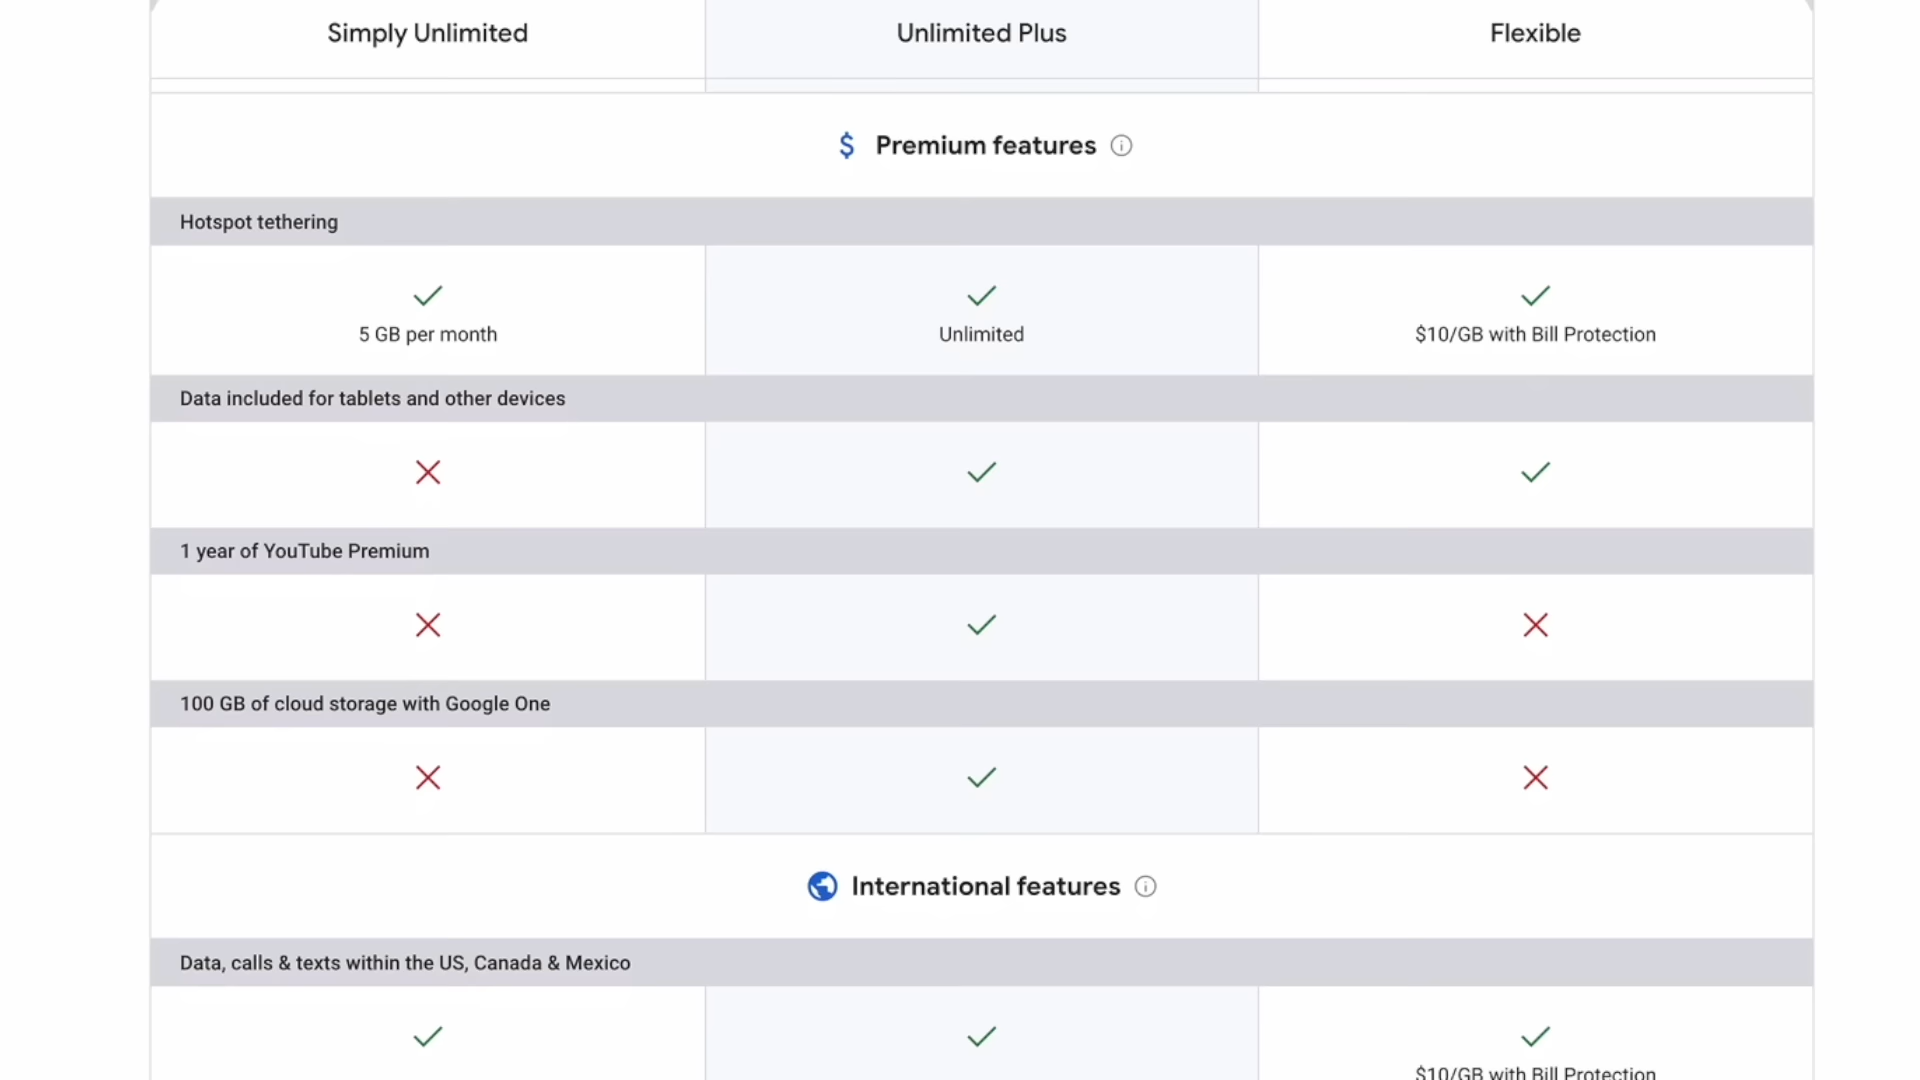 Simply Unlimited
Unlimited Plus
Flexible
$ Premium features
Hotspot tethering
5 GB per month
Unlimited
$10/GB with Bill Protection
Data included for tablets and other devices
1 year of YouTube Premium
100 GB of cloud storage with Google One
International features
Data, calls & texts within the US, Canada & Mexico
$10/GB with Bill Protection